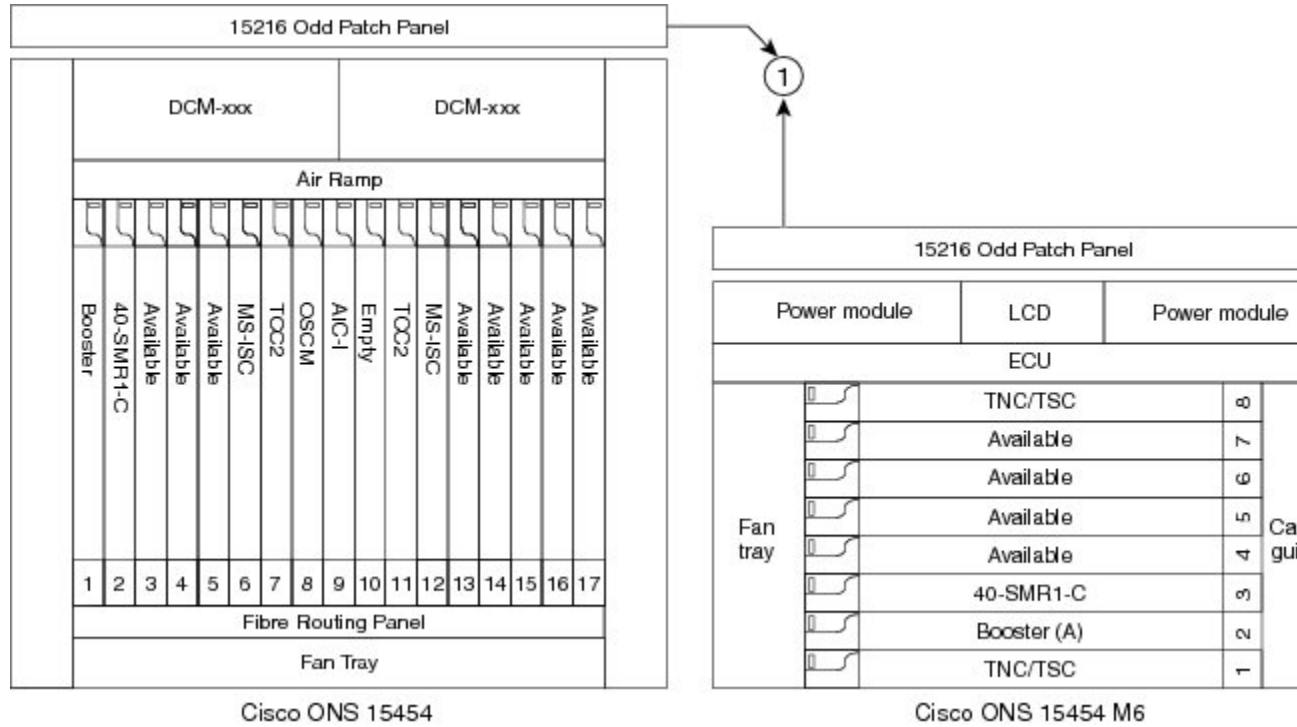 15216 Odd Patch Panel
1
DCM-xxx DCM-xxx
Air Ramp
Booster
40-SMR1-C
Available
Available
Available
MS-ISC
TCC2
OSCM
AIC-I
Empty
TCC2
MS-ISC
Available
Available
Available
Available
Available
1 2 3 4 5 6 7 8 9 10 11 12 13 14 15 16 17
Fibre Routing Panel
Fan Tray
Cisco ONS 15454
15216 Odd Patch Panel
Power module LCD Power module
ECU
TNC/TSC 8
Available 7
Available 6
Available 5
Available 4
40-SMR1-C 3
Booster (A) 2
TNC/TSC 1
Fan
tray
Ca
gui
Cisco ONS 15454 M6